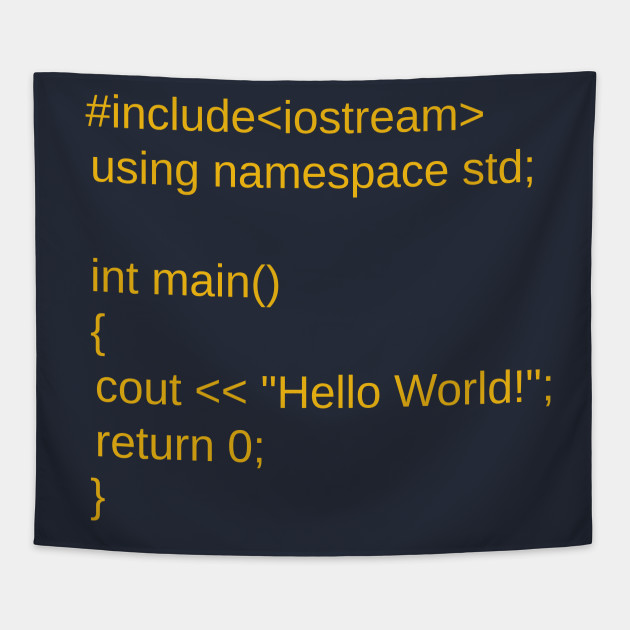 #include<iostream>
using namespace std;
int main()
{
cout << "Hello World!";
return 0;
}